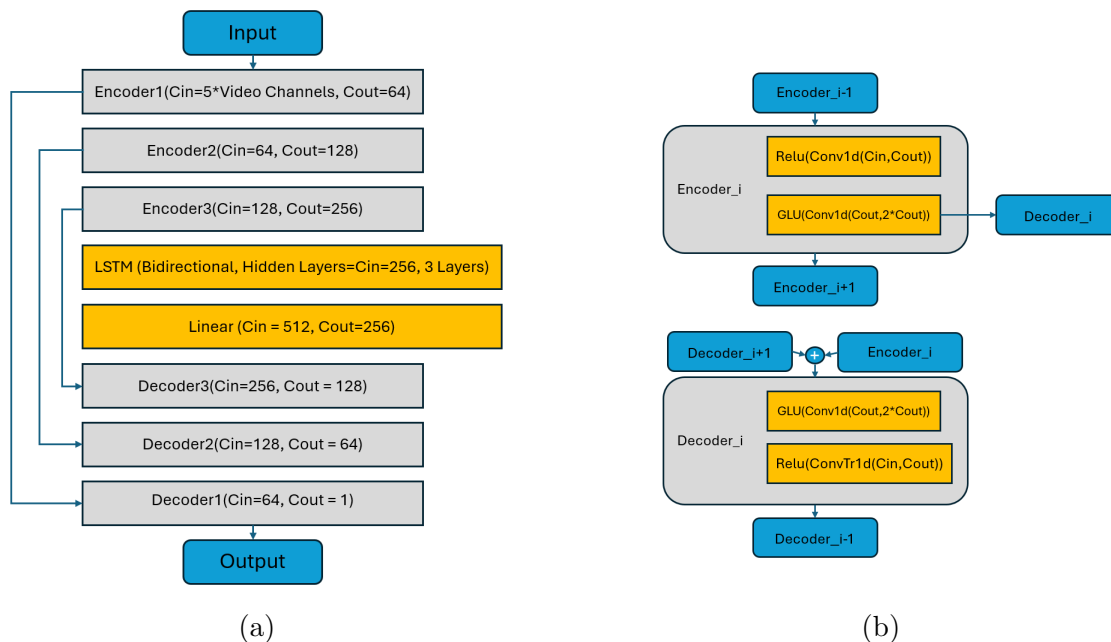 Input
Encoder1(Cin=5*Video Channels, Cout=64)
Encoder2(Cin=64, Cout=128)
Encoder3(Cin=128, Cout=256)
LSTM (Bidirectional, Hidden Layers=Cin=256, 3 Layers)
Linear (Cin = 512, Cout=256)
Decoder3(Cin=256, Cout = 128)
Decoder2(Cin=128, Cout = 64)
Decoder1(Cin=64, Cout = 1)
Output
(a)
Encoder_i-1
Relu(Conv1d(Cin,Cout))
Encoder_i
GLU(Conv1d(Cout,2*Cout))
Decoder_i
Encoder_i+1
Decoder_i+1
+
Encoder_i
GLU(Conv1d(Cout,2*Cout))
Decoder_i
Relu(ConvTr1d(Cin,Cout))
Decoder_i-1
(b)